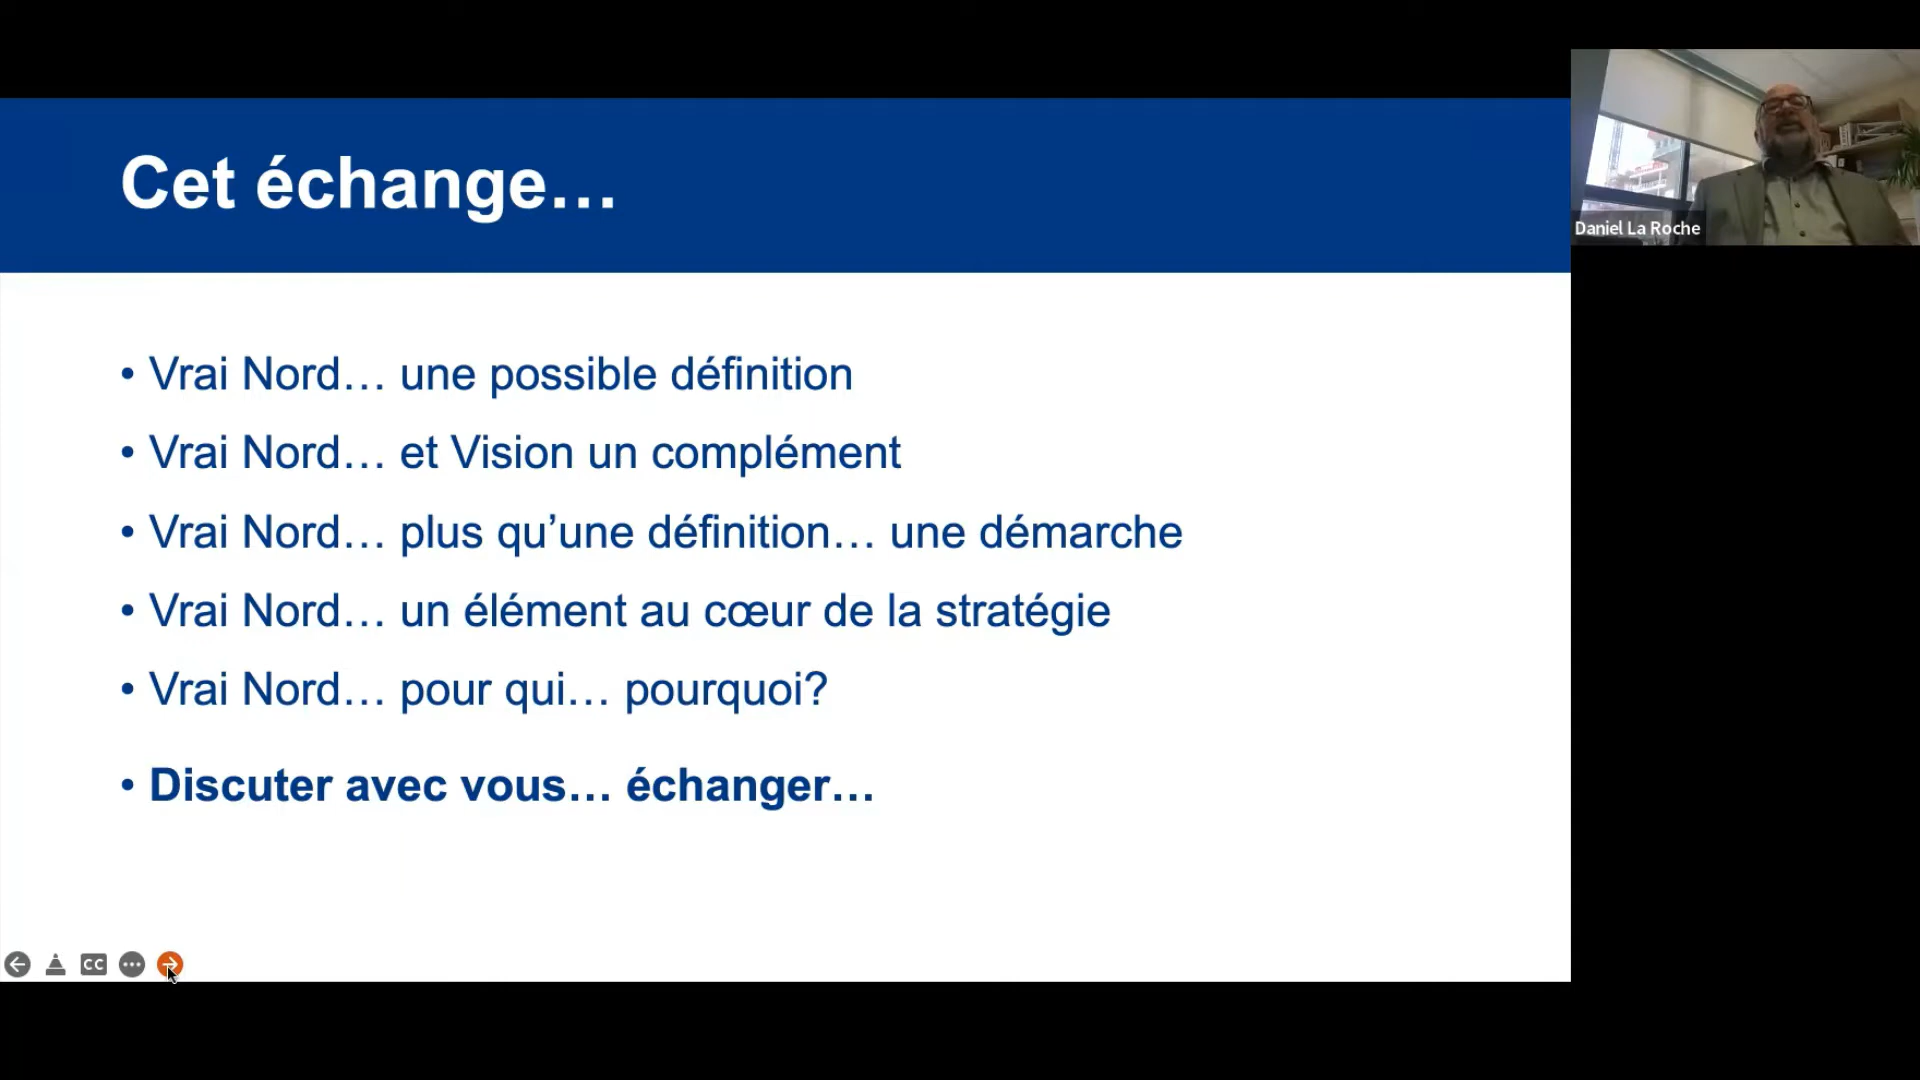 Cet échange…
Daniel La Roche
• Vrai Nord… une possible définition
• Vrai Nord… et Vision un complément
• Vrai Nord… plus qu’une définition… une démarche
• Vrai Nord… un élément au cœur de la stratégie
• Vrai Nord… pour qui… pourquoi?
• Discuter avec vous… échanger…
CC